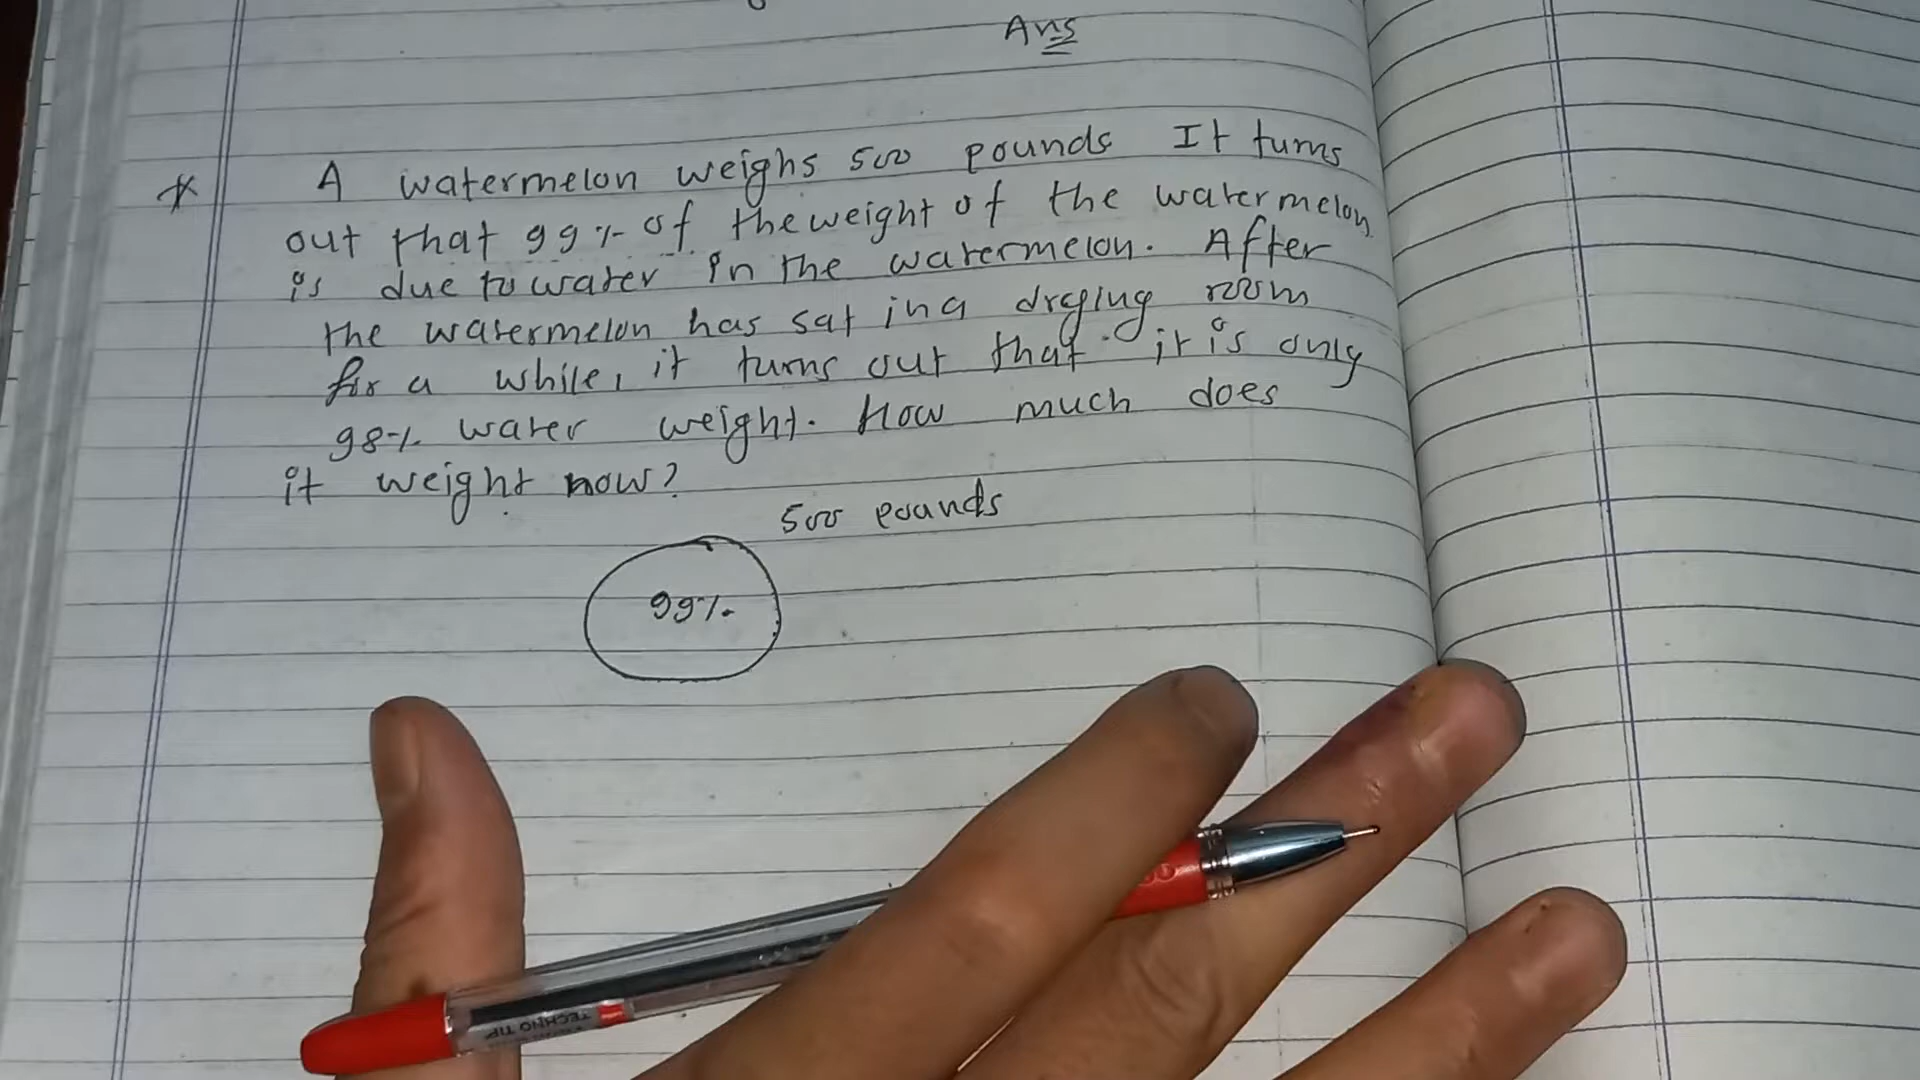 Ans
* A watermelon weighs 500 pounds It turns
out that 99% of the weight of the watermelon
is due to water in the watermelon. After
the watermelon has sat in a drying room
for a while, it turns out that it is only
98% water weight. How much does
it weight now?
500 pounds
99%
TECHNO TIP